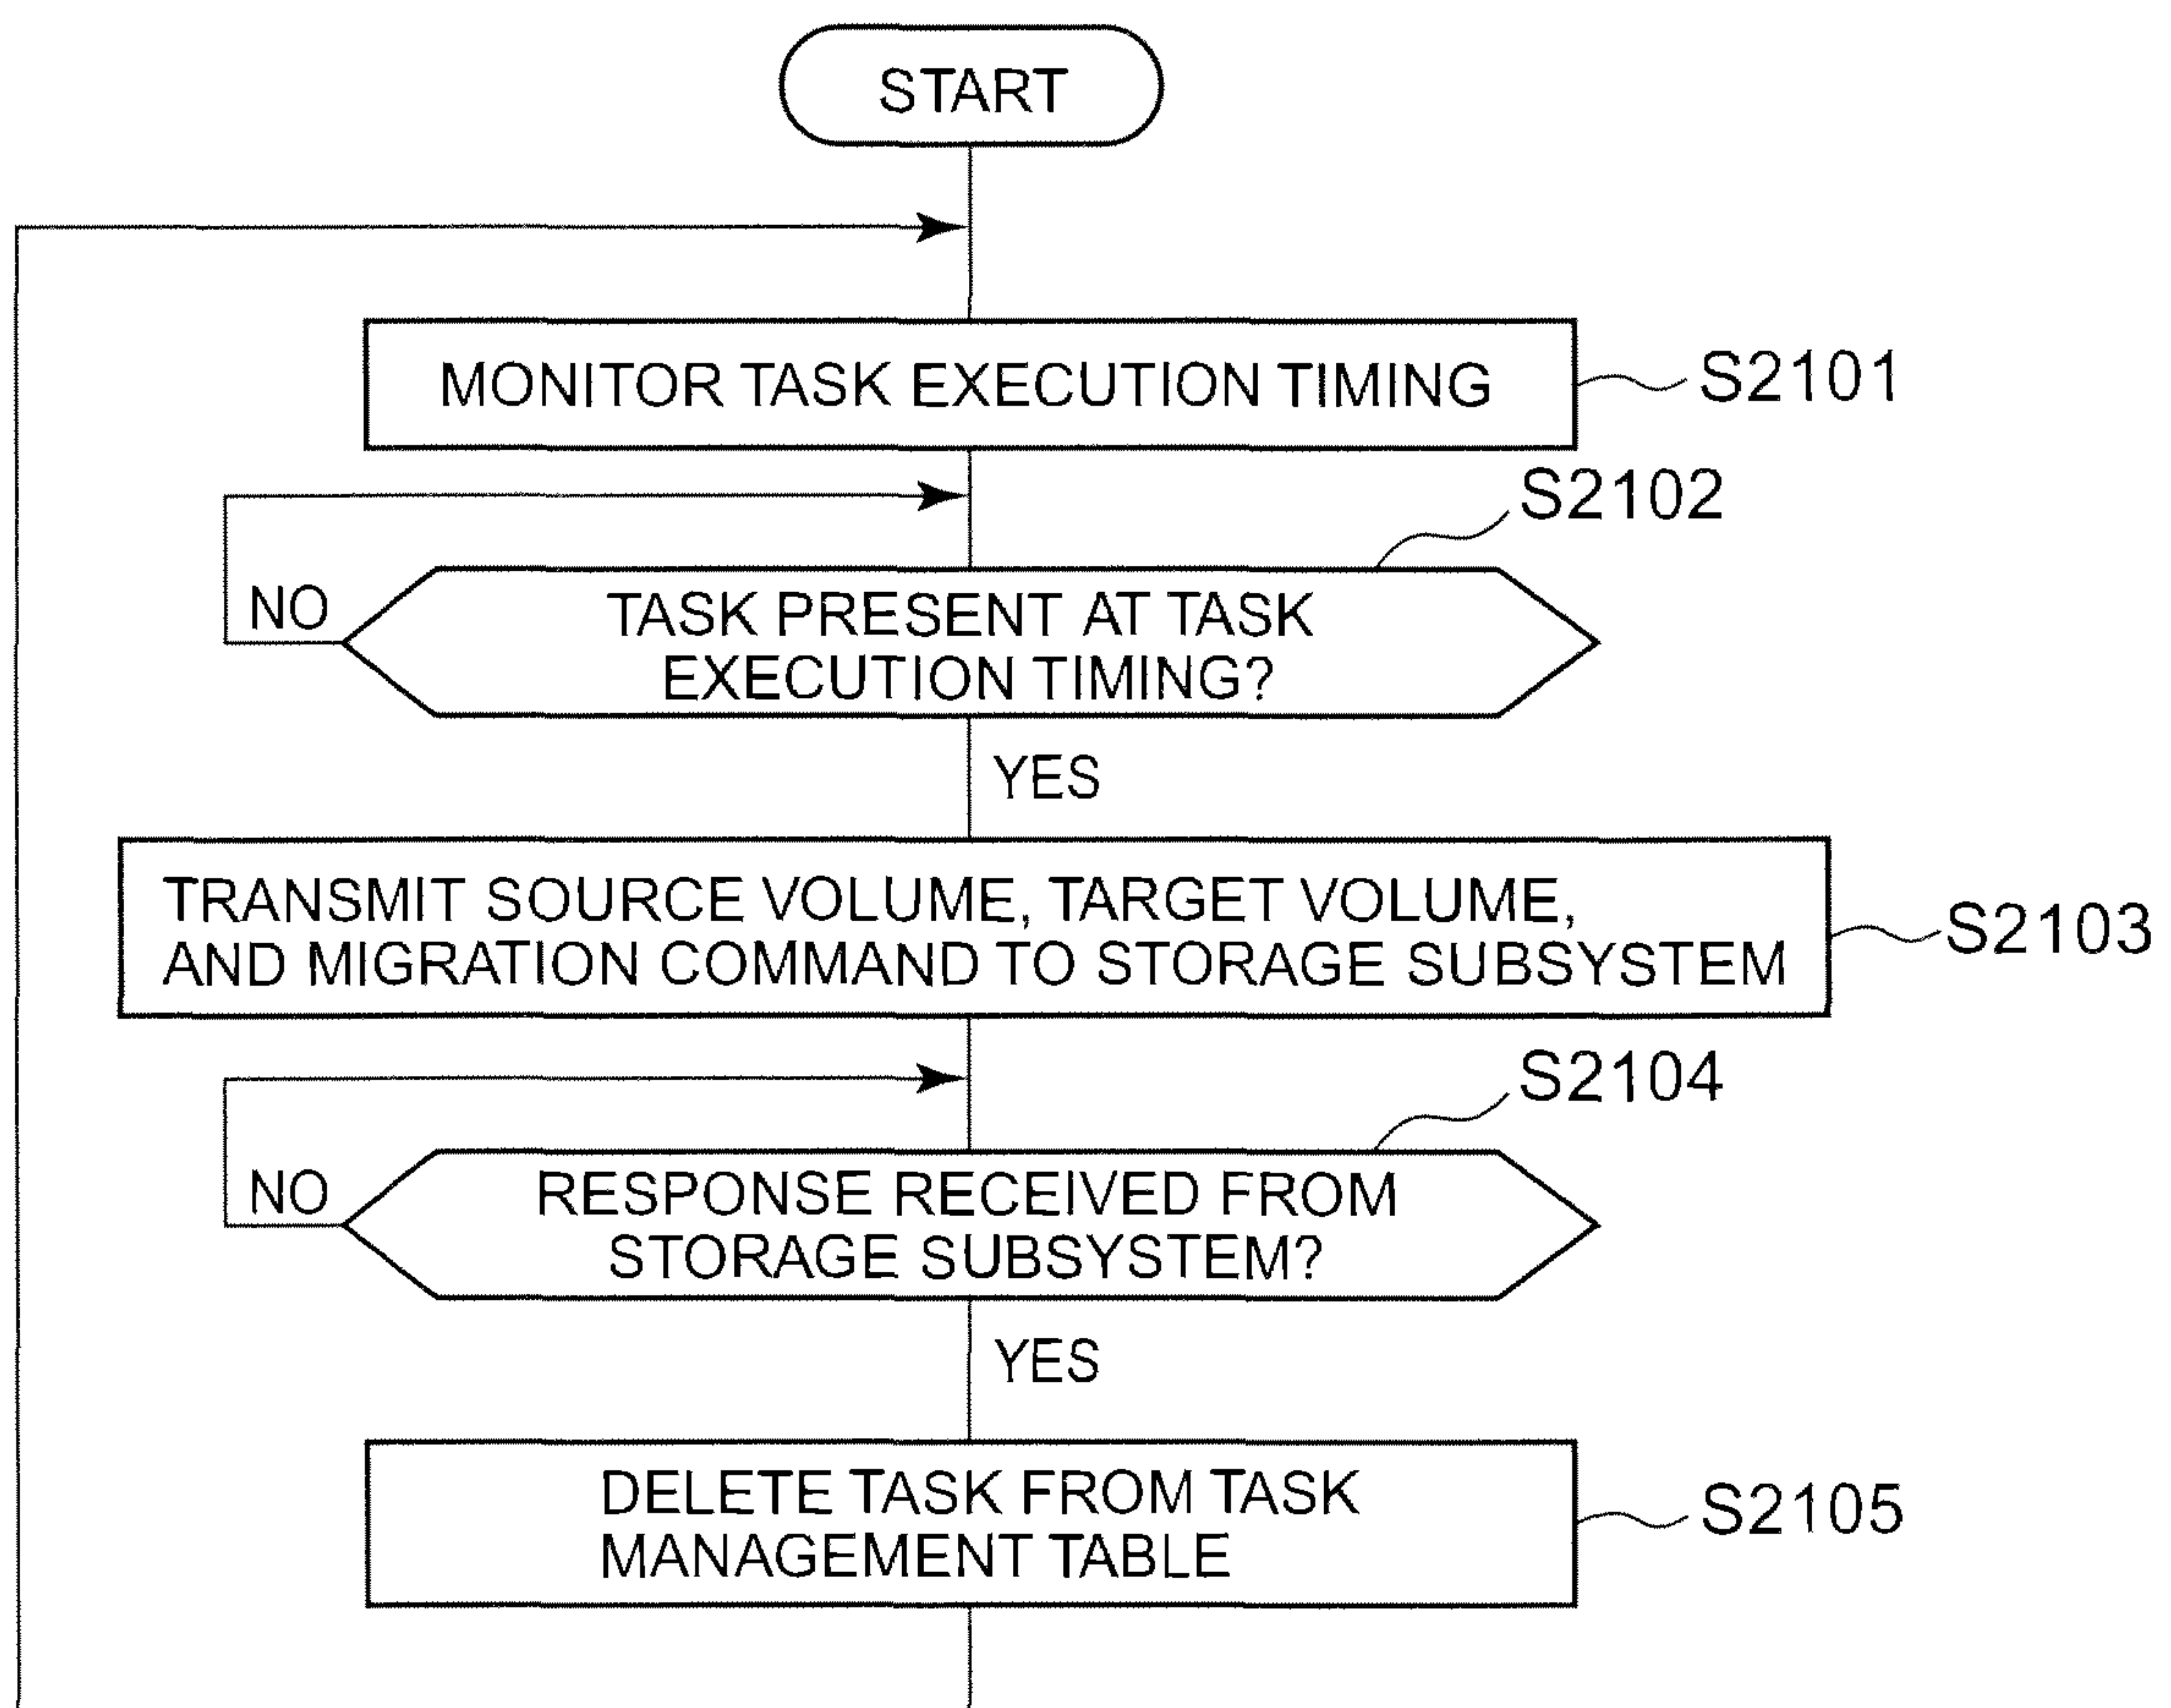 START
MONITOR TASK EXECUTION TIMING
S2101
S2102
NO
TASK PRESENT AT TASK
EXECUTION TIMING?
YES
TRANSMIT SOURCE VOLUME, TARGET VOLUME,
AND MIGRATION COMMAND TO STORAGE SUBSYSTEM
S2103
S2104
NO
RESPONSE RECEIVED FROM
STORAGE SUBSYSTEM?
YES
DELETE TASK FROM TASK
MANAGEMENT TABLE
S2105